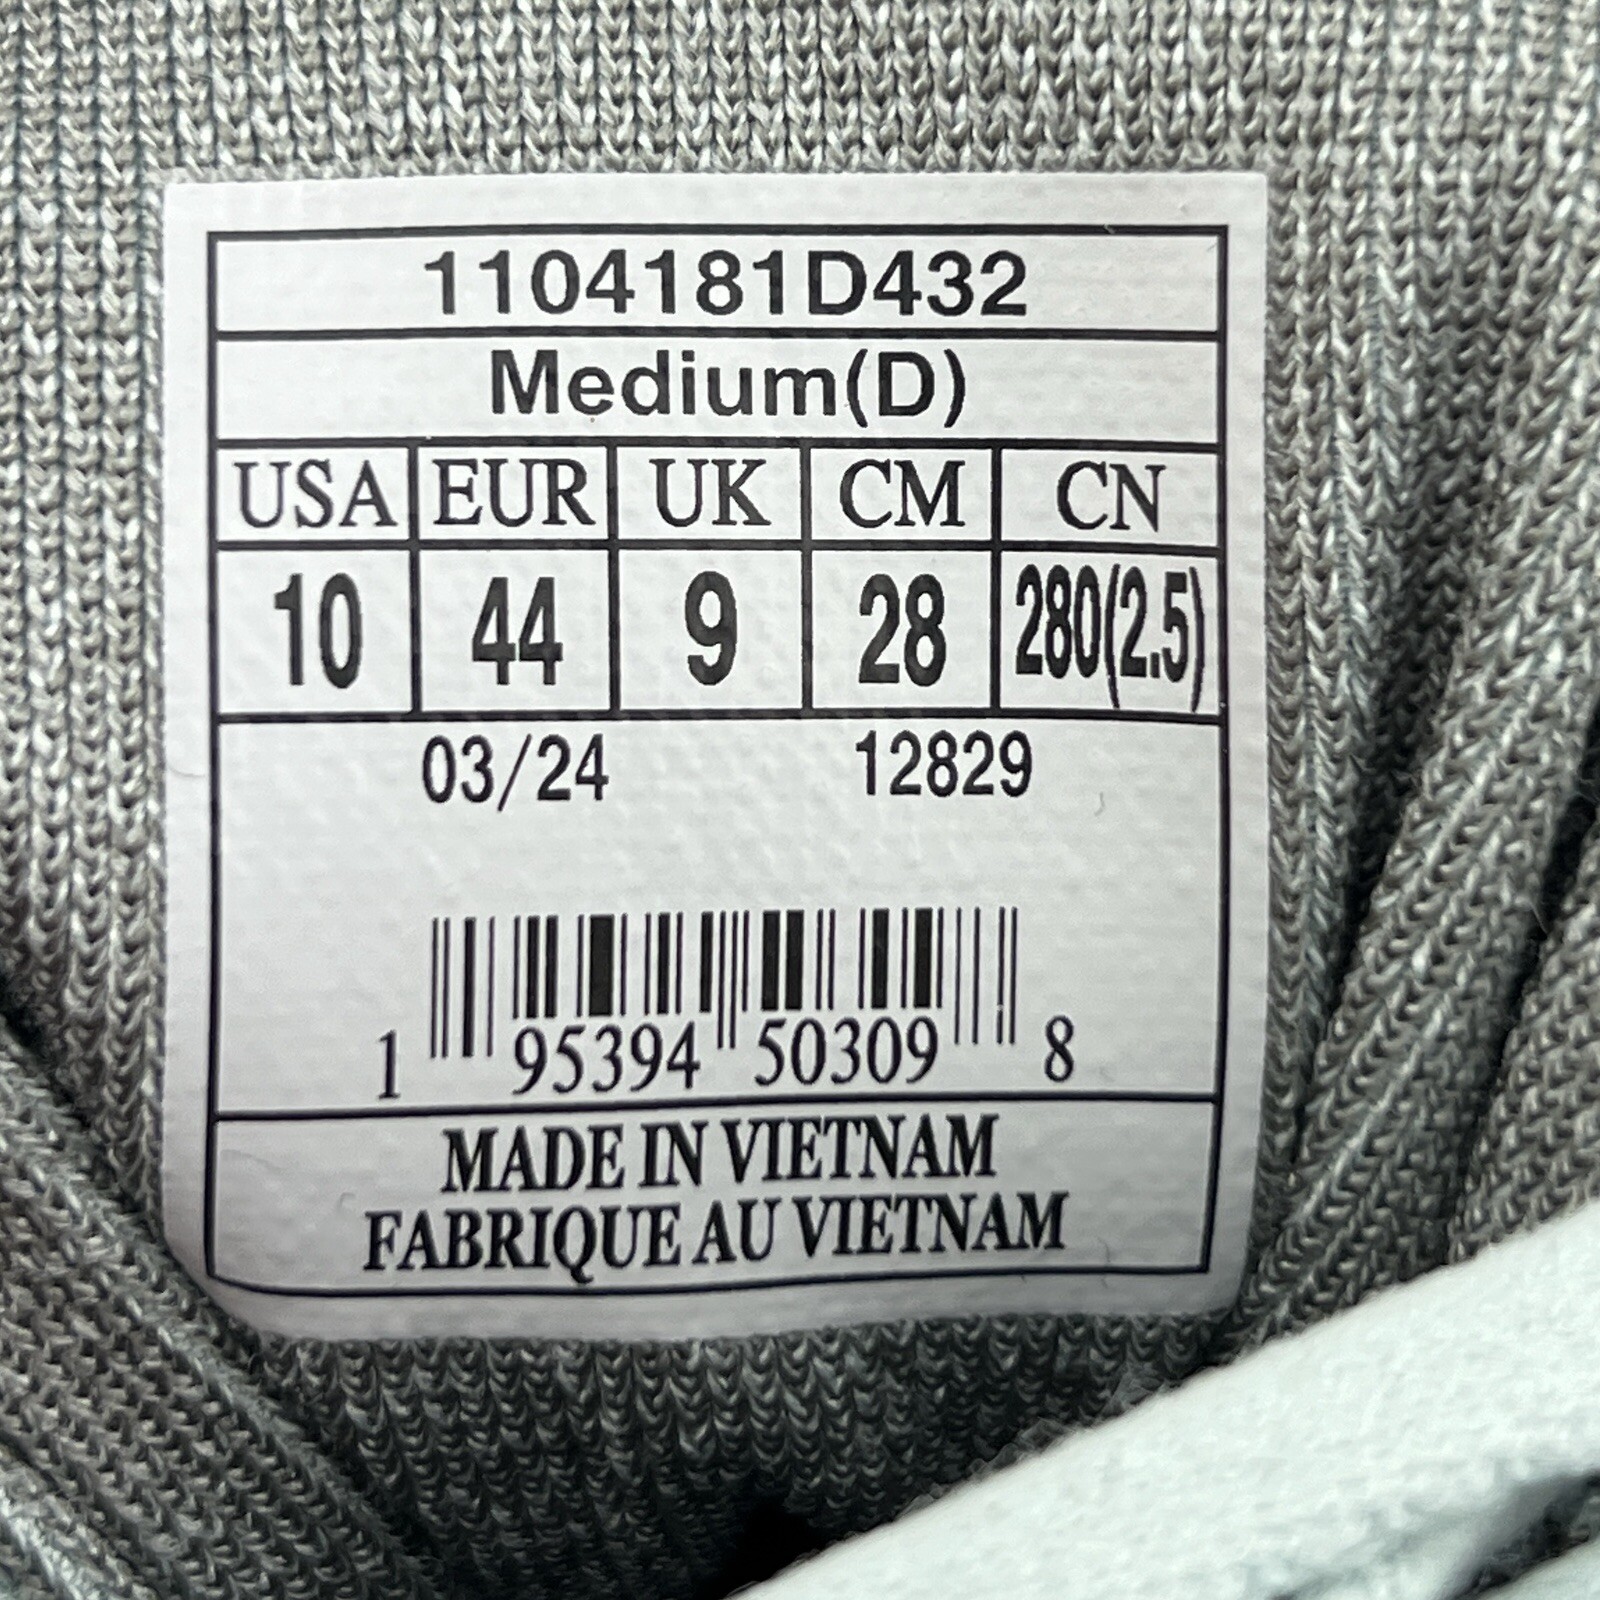 1104181D432
Medium(D)
USA EUR UK CM CN
10 44 9 28 280(2.5)
03/24 12829
1 95394 50309 8
MADE IN VIETNAM
FABRIQUE AU VIETNAM